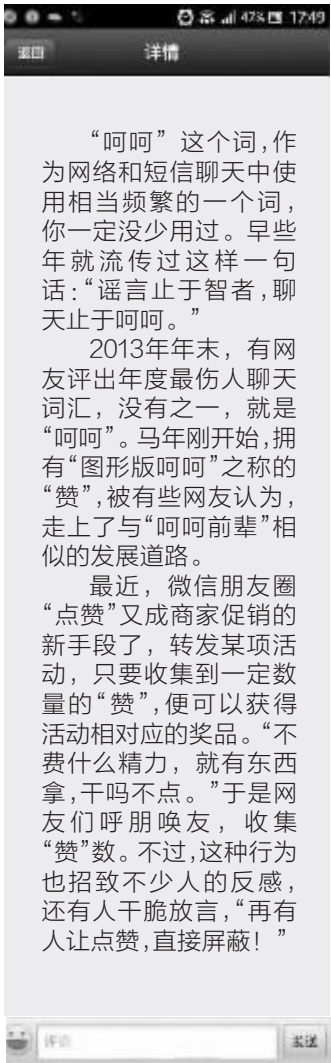 47% 17:49
返回 详情
“呵呵”这个词,作
为网络和短信聊天中使
用相当频繁的一个词,
你一定没少用过。早些
年就流传过这样一句
话:“谣言止于智者,聊
天止于呵呵。”
2013年年末，有网
友评出年度最伤人聊天
词汇，没有之一，就是
“呵呵”。马年刚开始,拥
有“图形版呵呵”之称的
“赞”,被有些网友认为,
走上了与“呵呵前辈”相
似的发展道路。
最近，微信朋友圈
“点赞”又成商家促销的
新手段了，转发某项活
动，只要收集到一定数
量的“赞”,便可以获得
活动相对应的奖品。“不
费什么精力，就有东西
拿,干吗不点。”于是网
友们呼朋唤友，收集
“赞”数。不过,这种行为
也招致不少人的反感,
还有人干脆放言,“再有
人让点赞,直接屏蔽！”
评论 发送